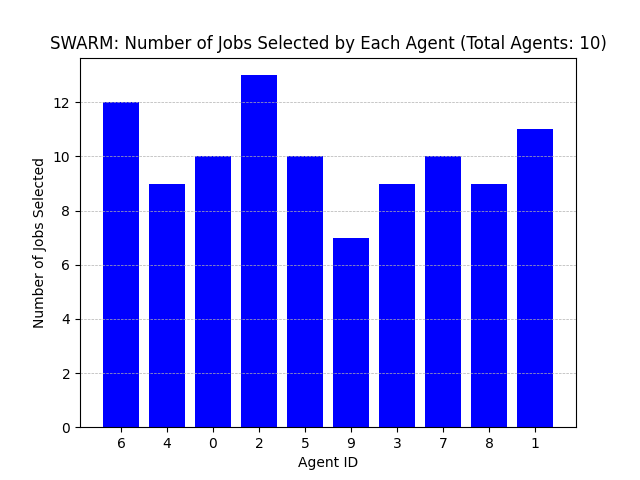 SWARM: Number of Jobs Selected by Each Agent (Total Agents: 10)
Number of Jobs Selected
12
10
8
6
4
2
0
6 4 0 2 5 9 3 7 8 1
Agent ID